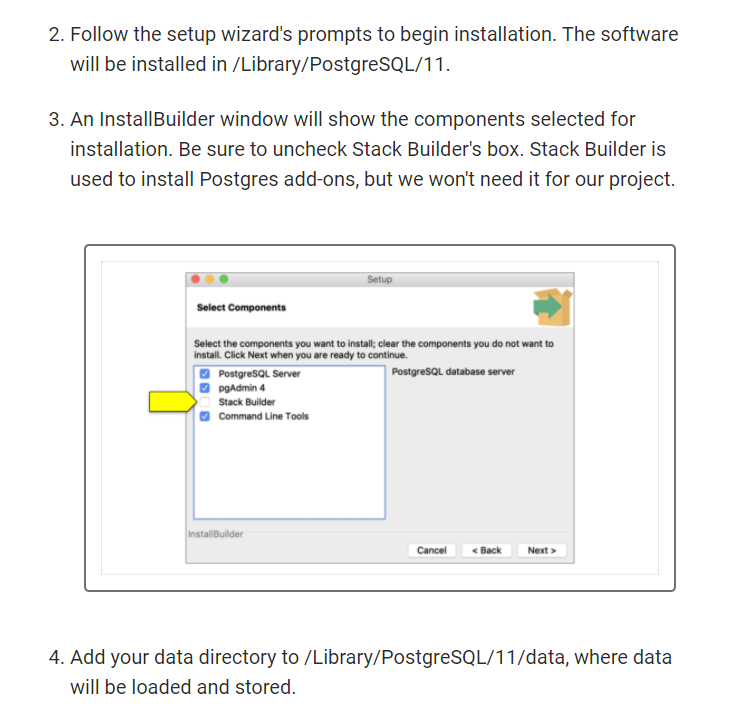 2. Follow the setup wizard's prompts to begin installation. The software
will be installed in /Library/PostgreSQL/11.
3. An InstallBuilder window will show the components selected for
installation. Be sure to uncheck Stack Builder's box. Stack Builder is
used to install Postgres add-ons, but we won't need it for our project.
Setup
Select Components
Select the components you want to install; clear the components you do not want to
install. Click Next when you are ready to continue.
PostgreSQL Server
pgAdmin 4
Stack Builder
Command Line Tools
PostgreSQL database server
InstallBuilder
Cancel
< Back
Next >
4. Add your data directory to /Library/PostgreSQL/11/data, where data
will be loaded and stored.